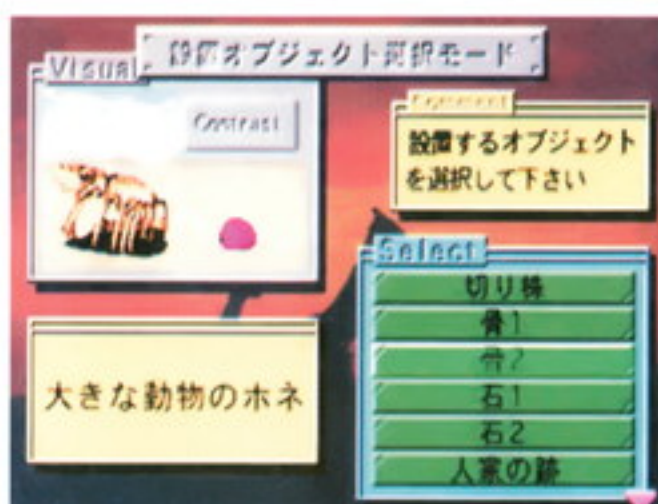 設置オブジェクト選択モード
Visual
Contrast
Comment
設置するオブジェクト
を選択して下さい
Select
切り株
骨1
骨2
石1
石2
人家の跡
大きな動物のホネ